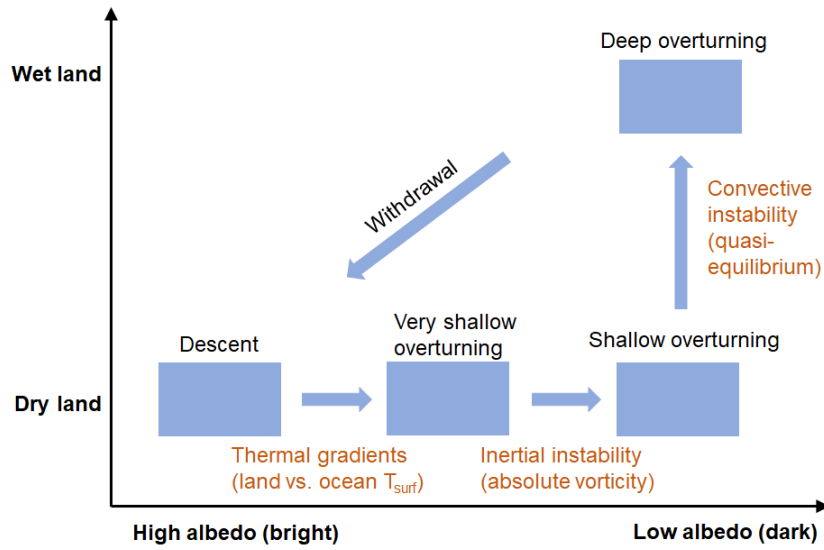 Deep overturning
Wet land
Withdrawal
Convective
instability
(quasi-
equilibrium)
Descent
Very shallow
overturning
Shallow overturning
Dry land
Thermal gradients
(land vs. ocean Tsurf)
Inertial instability
(absolute vorticity)
High albedo (bright)
Low albedo (dark)